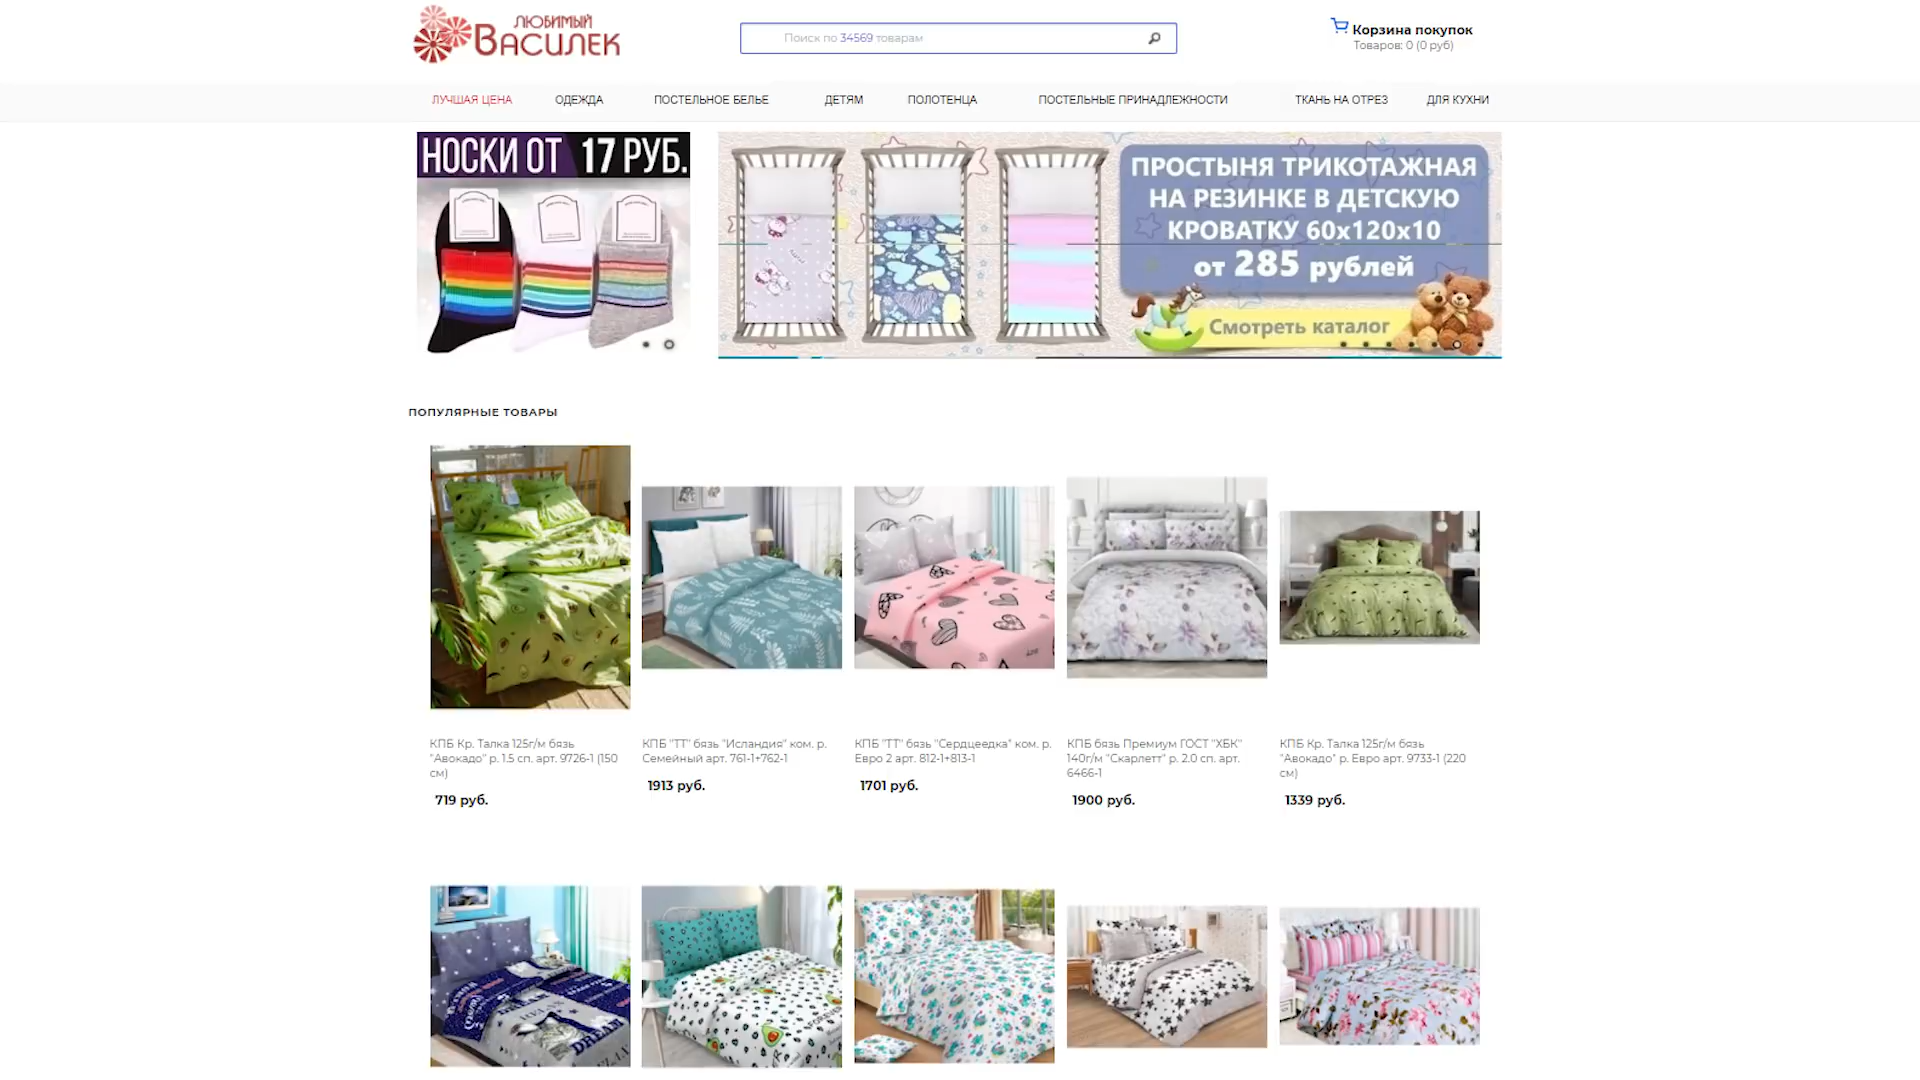 ЛЮБИМЫЙ
ВАСИЛЕК
Поиск по 34569 товарам
Корзина покупок
Товаров: 0 (0 руб)
ЛУЧШАЯ ЦЕНА
ОДЕЖДА
ПОСТЕЛЬНОЕ БЕЛЬЕ
ДЕТЯМ
ПОЛОТЕНЦА
ПОСТЕЛЬНЫЕ ПРИНАДЛЕЖНОСТИ
ТКАНЬ НА ОТРЕЗ
ДЛЯ КУХНИ
НОСКИ ОТ 17 РУБ.
ПРОСТЫНЯ ТРИКОТАЖНАЯ
НА РЕЗИНКЕ В ДЕТСКУЮ
КРОВАТКУ 60х120х10
от 285 рублей
Смотреть каталог
ПОПУЛЯРНЫЕ ТОВАРЫ
КПБ Кр. Талка 125г/м бязь
"Авокадо" р. 1.5 сп. арт. 9726-1 (150
см)
719 руб.
КПБ "ТТ" бязь "Исландия" ком. р.
Семейный арт. 761-1+762-1
1913 руб.
КПБ "ТТ" бязь "Сердцеедка" ком. р.
Евро 2 арт. 812-1+813-1
1701 руб.
КПБ бязь Премиум ГОСТ "ХБК"
140г/м "Скарлетт" р. 2.0 сп. арт.
6466-1
1900 руб.
КПБ Кр. Талка 125г/м бязь
"Авокадо" р. Евро арт. 9733-1 (220
см)
1339 руб.